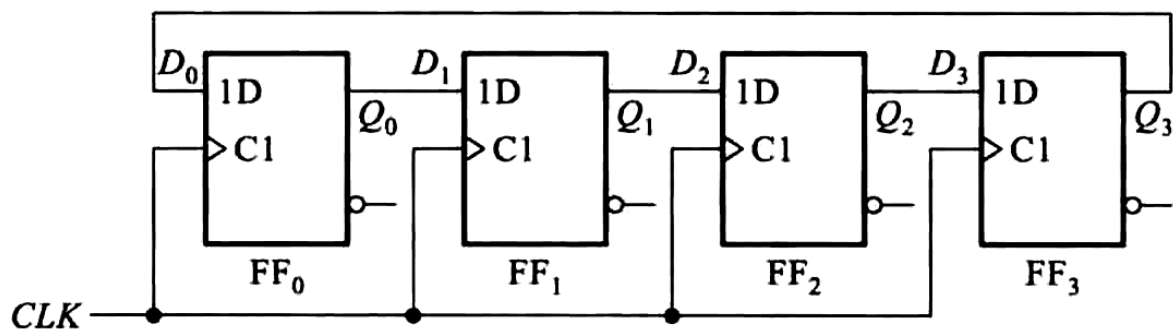 D₀ D₁ D₂ D₃
1D 1D 1D 1D
Q₀ Q₁ Q₂ Q₃
C1 C1 C1 C1
FF₀ FF₁ FF₂ FF₃
CLK